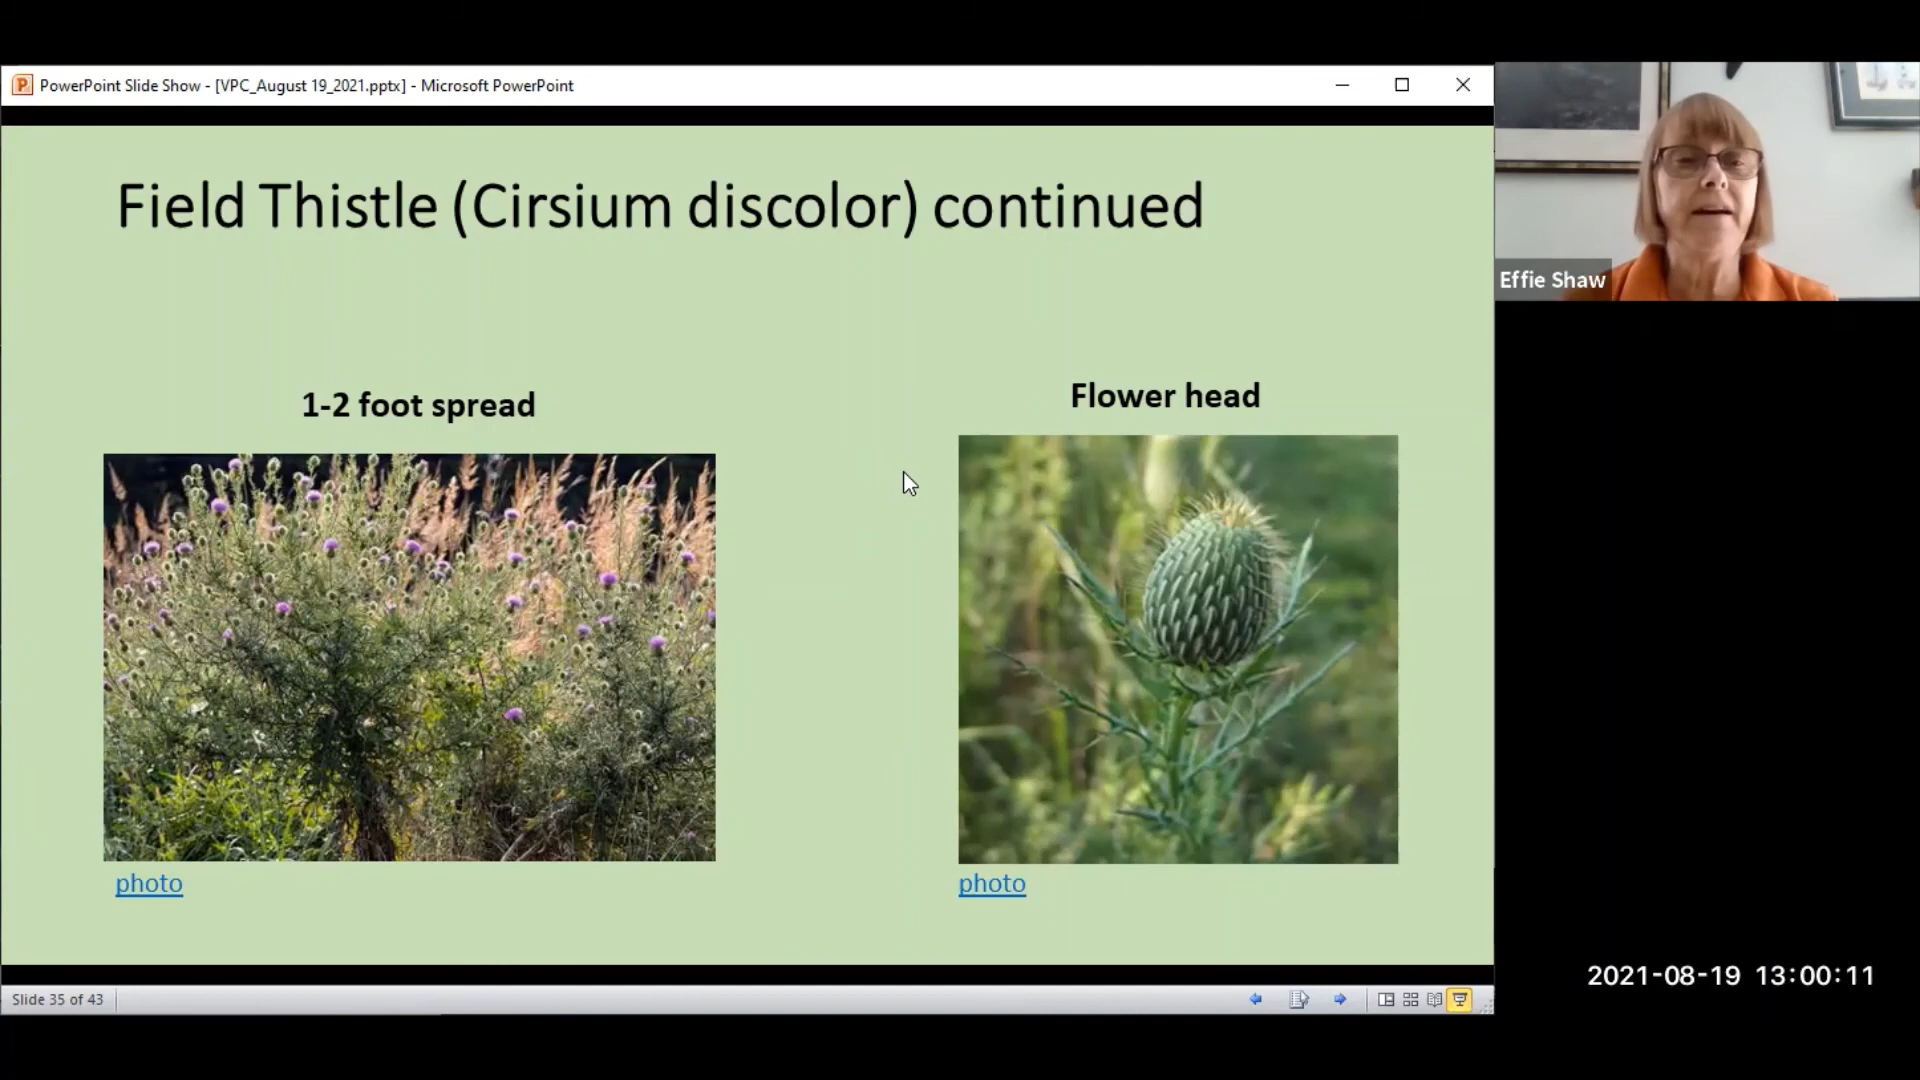 PowerPoint Slide Show - [VPC_August 19_2021.pptx] - Microsoft PowerPoint
Field Thistle (Cirsium discolor) continued
Effie Shaw
1-2 foot spread
Flower head
photo
photo
2021-08-19 13:00:11
Slide 35 of 43